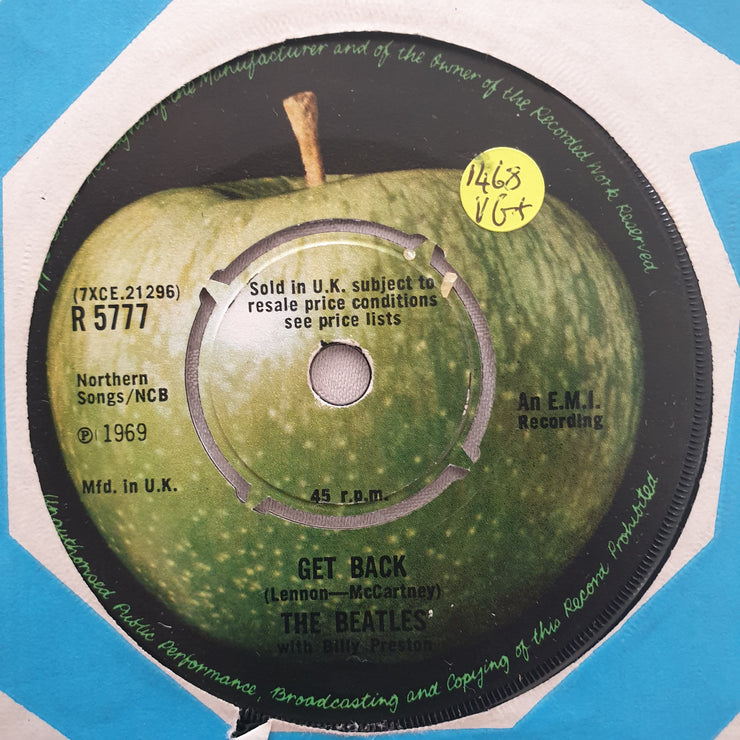 of the Manufacturer and of the Owner of the Recorded Work Reserved
1468
VG+
(7XCE.21296)
R 5777
Sold in U.K. subject to
resale price conditions
see price lists
Northern
Songs/NCB
℗ 1969
An E.M.I.
Recording
Mfd. in U.K.
45 r.p.m.
GET BACK
(Lennon—McCartney)
THE BEATLES
with Billy Preston
Unauthorised Public Performance, Broadcasting and Copying of this Record Prohibited